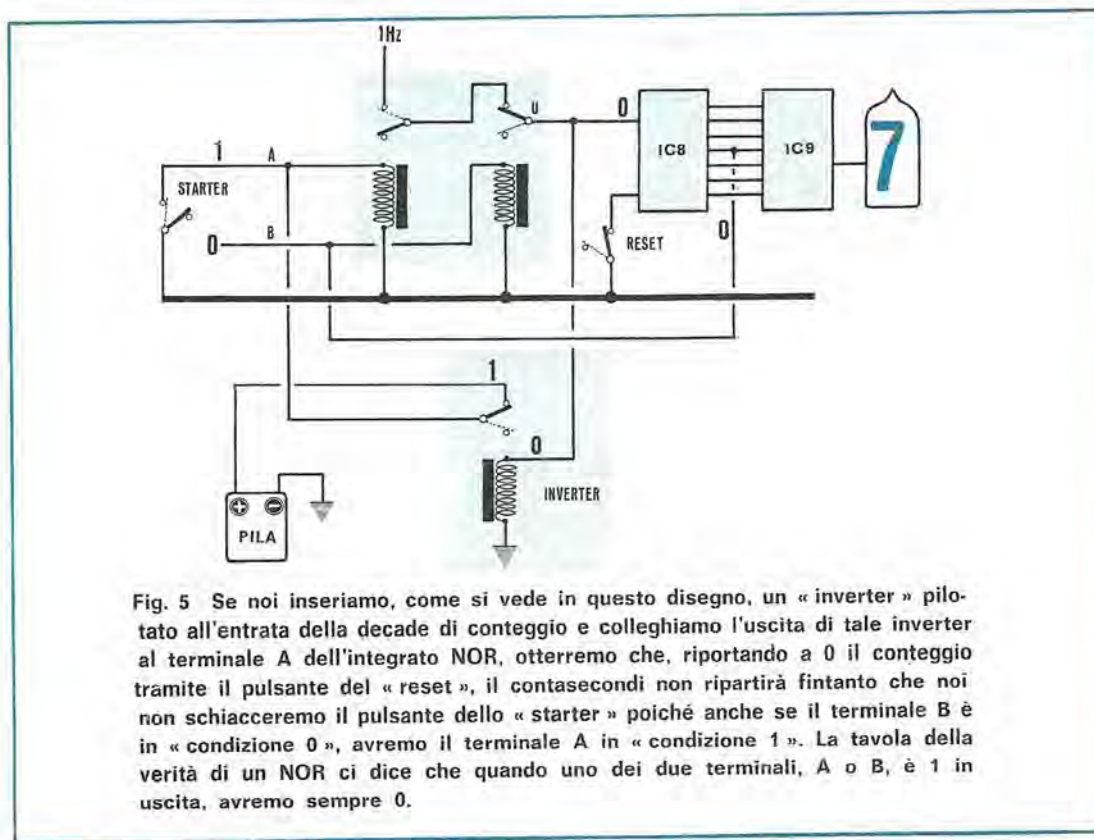 1Hz
U
0
1
A
STARTER
0
B
IC8
IC9
7
RESET
0
1
0
INVERTER
PILA
Fig. 5 Se noi inseriamo, come si vede in questo disegno, un « inverter » pilo-
tato all'entrata della decade di conteggio e colleghiamo l'uscita di tale inverter
al terminale A dell'integrato NOR, otterremo che, riportando a 0 il conteggio
tramite il pulsante del « reset », il contasecondi non ripartirà fintanto che noi
non schiacceremo il pulsante dello « starter » poiché anche se il terminale B è
in « condizione 0 », avremo il terminale A in « condizione 1 ». La tavola della
verità di un NOR ci dice che quando uno dei due terminali, A o B, è 1 in
uscita, avremo sempre 0.